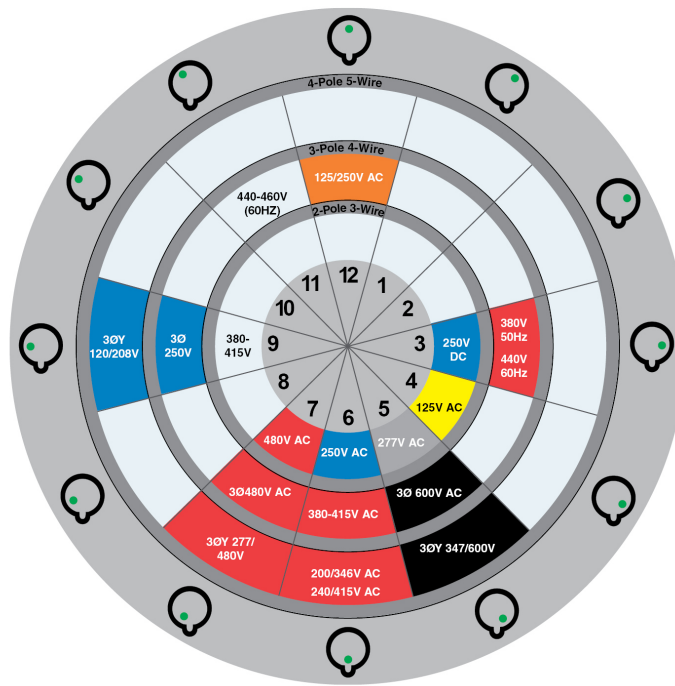 4-Pole 5-Wire
3-Pole 4-Wire
125/250V AC
440-460V
(60HZ)
2-Pole 3-Wire
12
11
1
10
2
9
3
8
4
7
5
6
3ØY
120/208V
3Ø
250V
380-
415V
250V
DC
380V
50Hz
440V
60Hz
125V AC
480V AC
250V AC
277V AC
3Ø480V AC
380-415V AC
3Ø 600V AC
3ØY 277/
480V
200/346V AC
240/415V AC
3ØY 347/600V